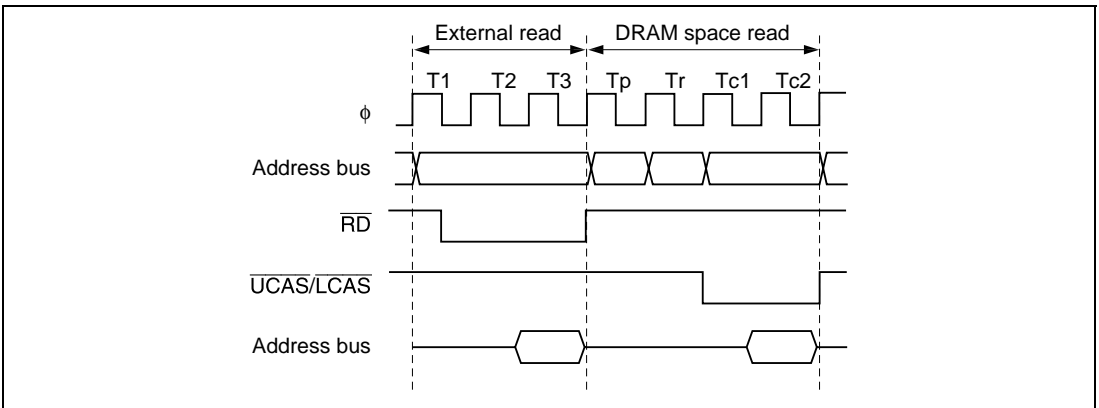 External read DRAM space read
T1 T2 T3 Tp Tr Tc1 Tc2
ϕ
Address bus
RD
UCAS/LCAS
Address bus